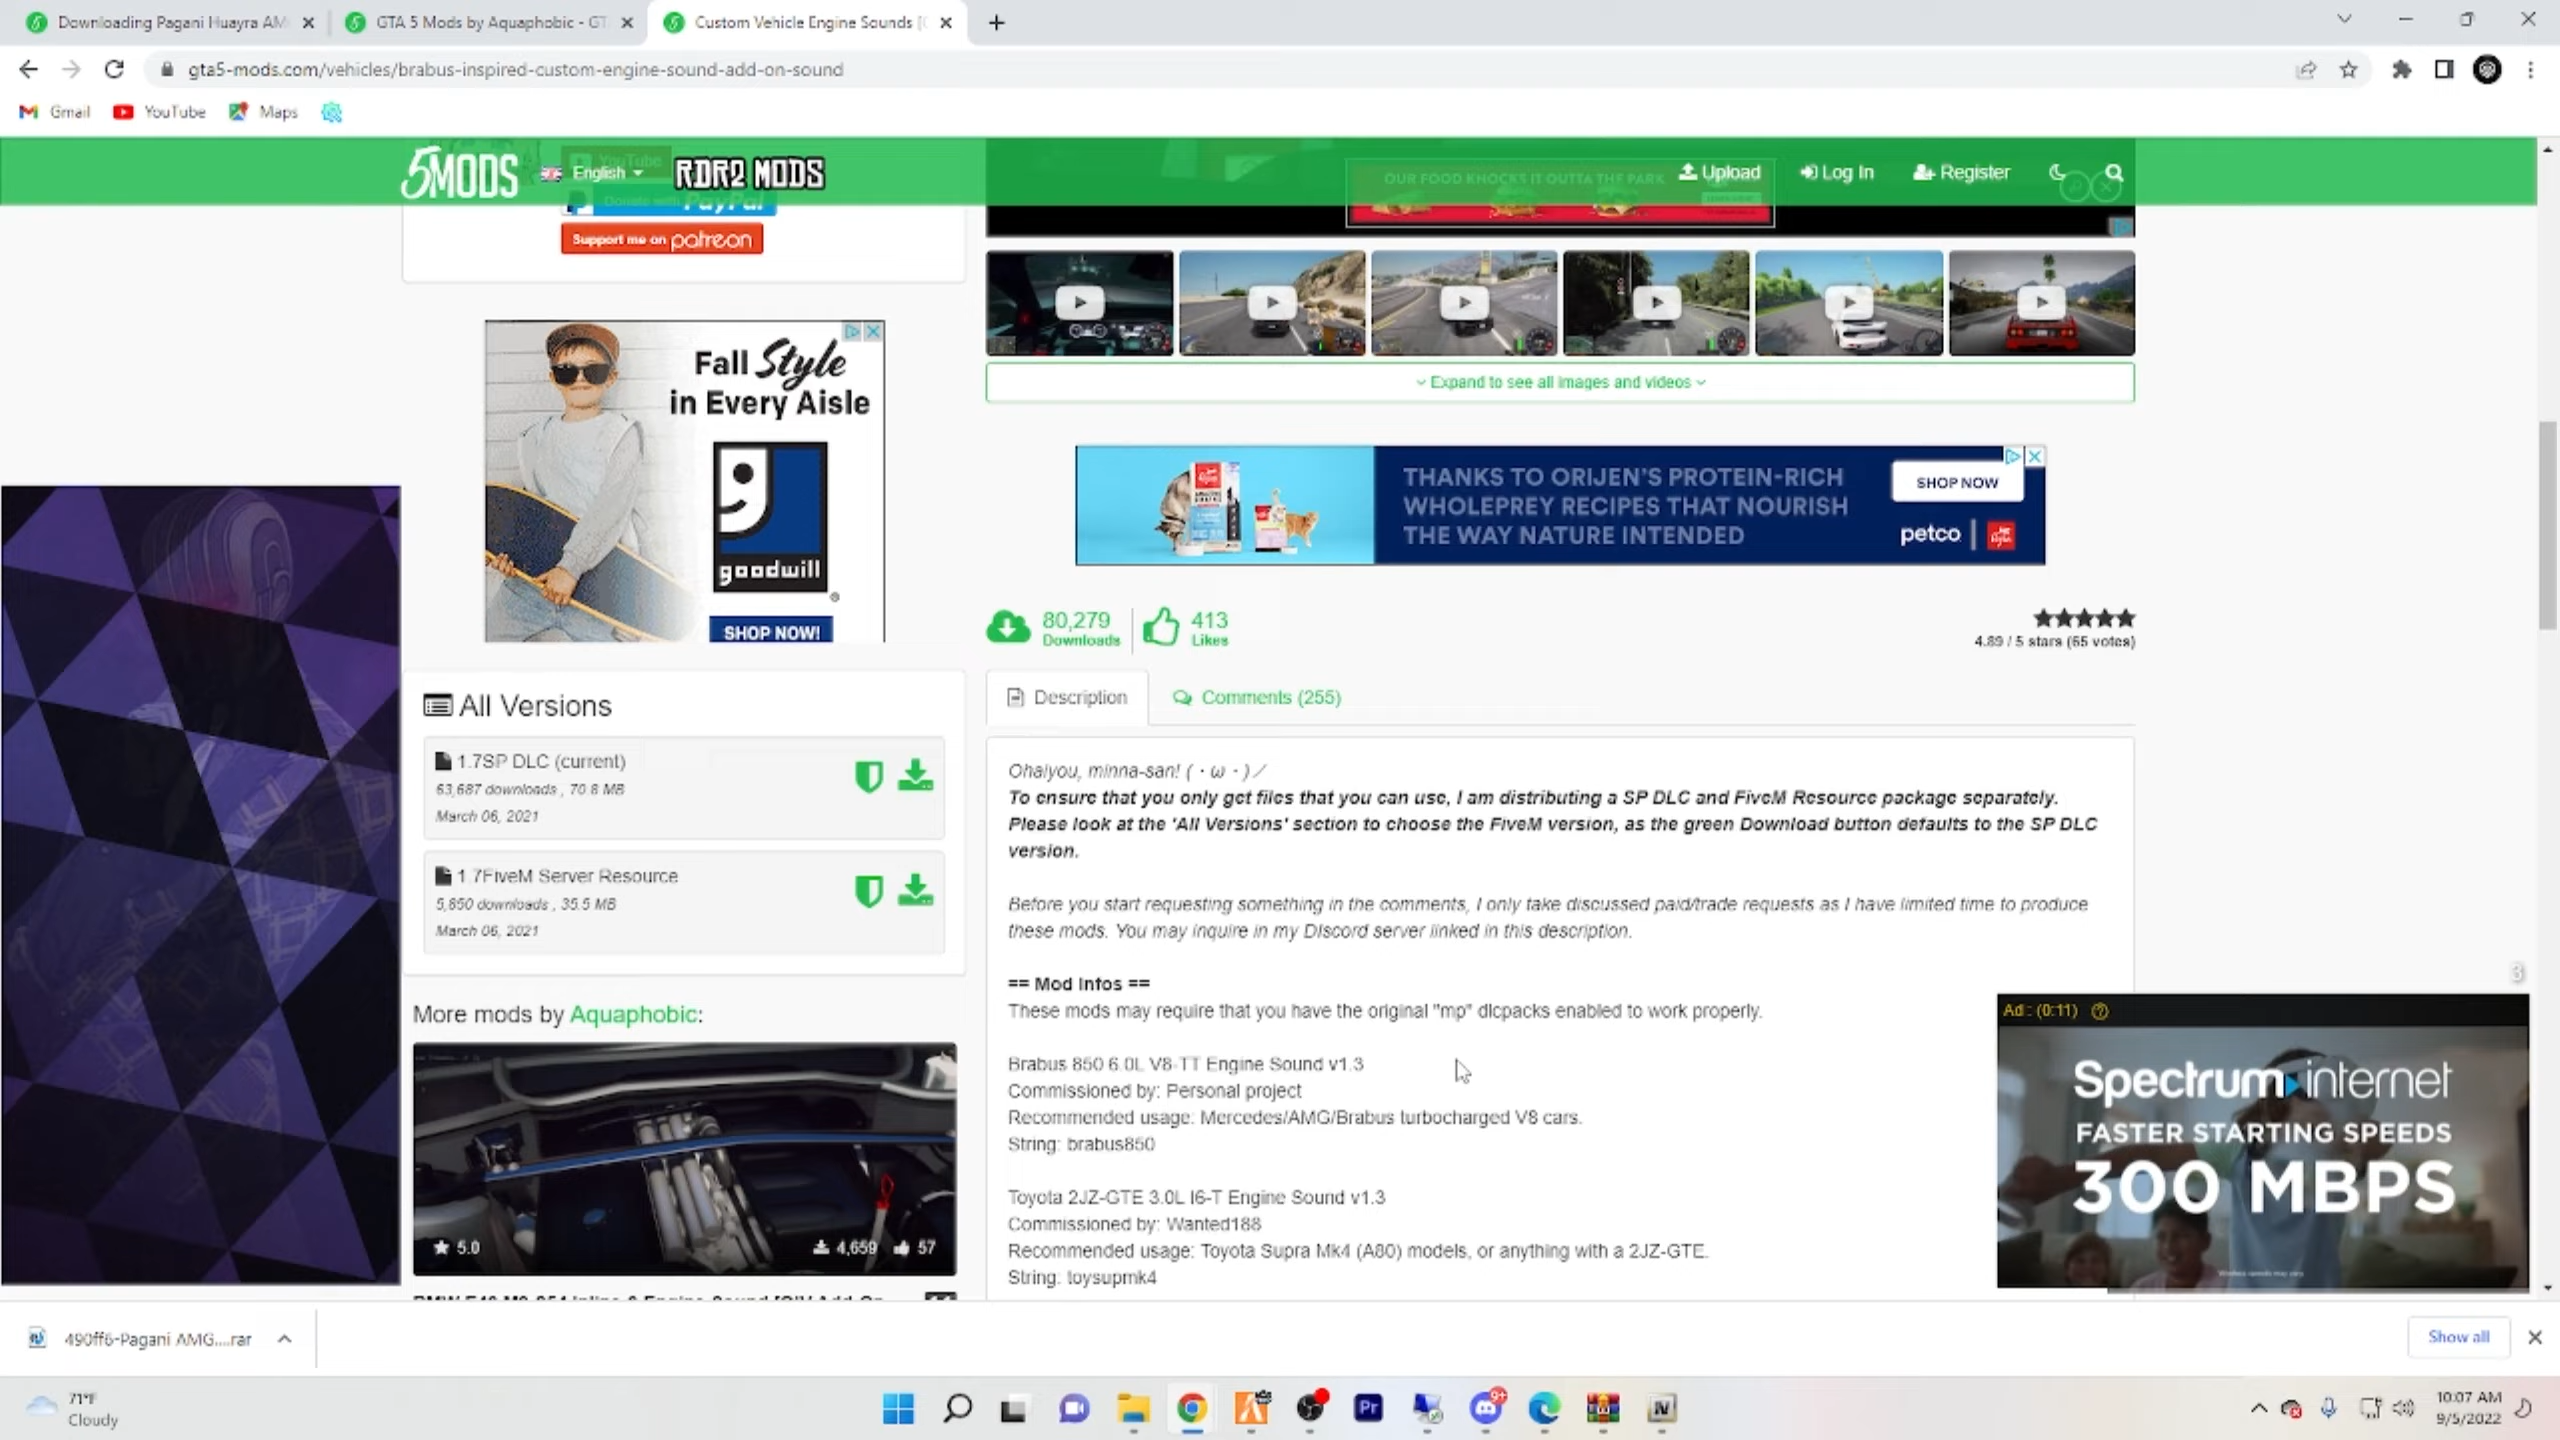 Downloading Pagani Huayra AM
GTA 5 Mods by Aquaphobic - GT
Custom Vehicle Engine Sounds [
gta5-mods.com/vehicles/brabus-inspired-custom-engine-sound-add-on-sound
Gmail
YouTube
Maps
5MODS
English
RDR2 MODS
Upload
Log In
Register
OUR FOOD KNOCKS IT OUTTA THE PARK
YouTube
Donate with PayPal
Support me on patreon
Expand to see all images and videos
Fall Style
in Every Aisle
goodwill
SHOP NOW!
THANKS TO ORIJEN'S PROTEIN-RICH
WHOLEPREY RECIPES THAT NOURISH
THE WAY NATURE INTENDED
SHOP NOW
petco
80,279
Downloads
413
Likes
4.89 / 5 stars (65 votes)
All Versions
1.7SP DLC (current)
63,687 downloads , 70.8 MB
March 06, 2021
1.7FiveM Server Resource
5,850 downloads , 35.5 MB
March 06, 2021
More mods by Aquaphobic:
5.0
4,659
57
Description
Comments (255)
Ohaiyou, minna-san! (・ω・)／
To ensure that you only get files that you can use, I am distributing a SP DLC and FiveM Resource package separately.
Please look at the 'All Versions' section to choose the FiveM version, as the green Download button defaults to the SP DLC
version.
Before you start requesting something in the comments, I only take discussed paid/trade requests as I have limited time to produce
these mods. You may inquire in my Discord server linked in this description.
== Mod Infos ==
These mods may require that you have the original "mp" dlcpacks enabled to work properly.
Brabus 850 6.0L V8-TT Engine Sound v1.3
Commissioned by: Personal project
Recommended usage: Mercedes/AMG/Brabus turbocharged V8 cars.
String: brabus850
Toyota 2JZ-GTE 3.0L I6-T Engine Sound v1.3
Commissioned by: Wanted188
Recommended usage: Toyota Supra Mk4 (A80) models, or anything with a 2JZ-GTE.
String: toysupmk4
3
Ad : (0:11)
Spectrum internet
FASTER STARTING SPEEDS
300 MBPS
490ff6-Pagani AMG....rar
Show all
71°F
Cloudy
Pr
9+
10:07 AM
9/5/2022